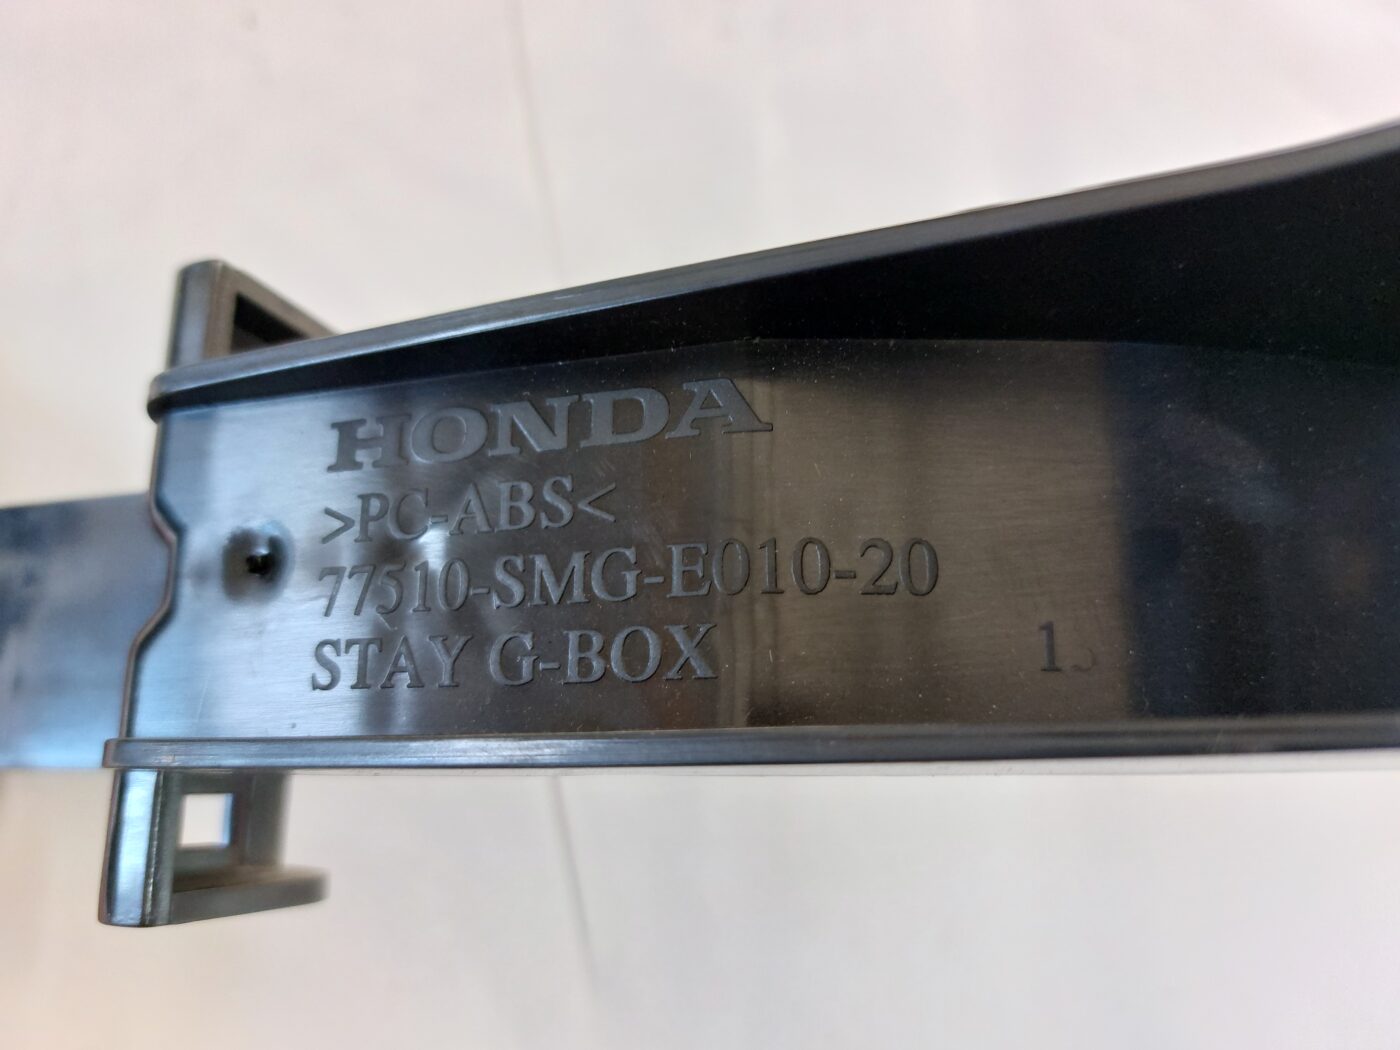 HONDA
>PC-ABS<
77510-SMG-E010-20
STAY G-BOX